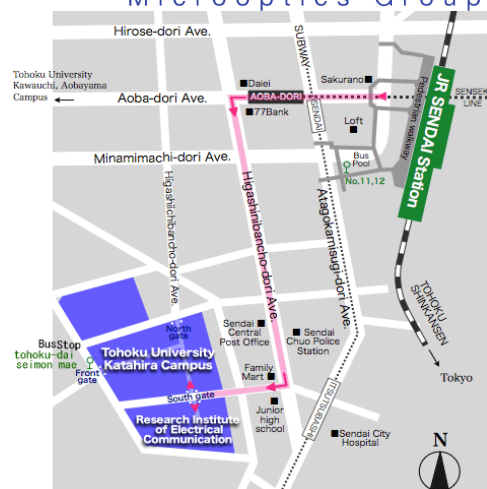 Microoptics Group
Hirose-dori Ave.
SUBWAY
Tohoku University
Kawauchi, Aobayama
Campus
Aoba-dori Ave.
■Daiei
Sakurano■
AOBA-DORI
■77Bank
SENDAI
Loft
■
Pedestrian walkway
JR SENDAI Station
SENSEKI
LINE
Minamimachi-dori Ave.
Bus
Pool
No.11,12
Higashiichibancho-dori Ave.
Higashinibancho-dori Ave.
Atagokamisugi-dori Ave.
TOHOKU
SHINKANSEN
Tokyo
North
gate
Sendai ■
Central
Post Office
■ Sendai
Chuo Police
Station
BusStop
tohoku-dai
seimon mae
Front
gate
Tohoku University
Katahira Campus
Family
Mart ■
South gate
ITSUTSUBASHI
Research Institute
of Electrical
Communication
■
Junior
high
school
■Sendai City
Hospital
N